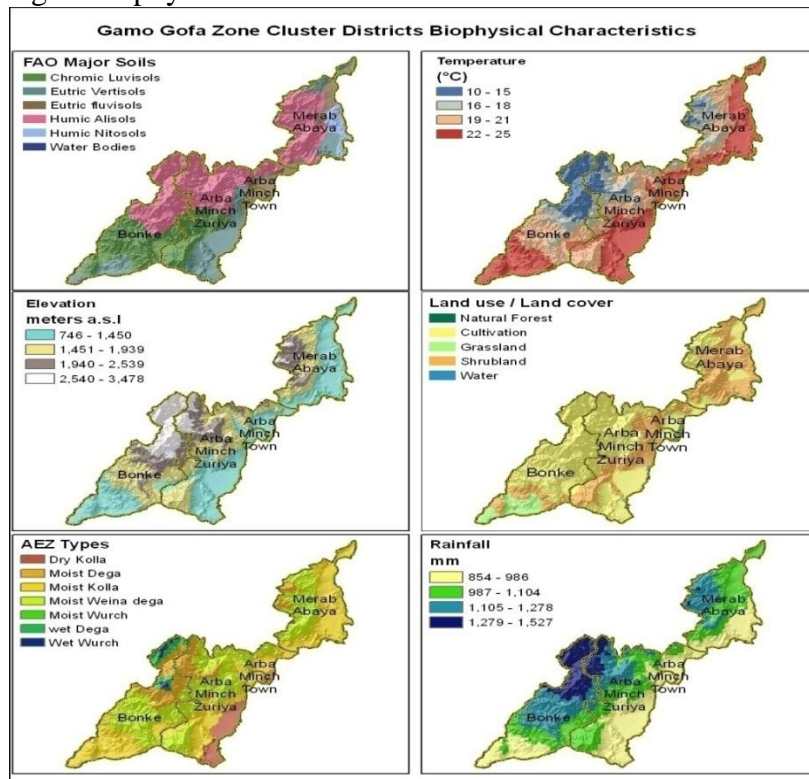 Gamo Gofa Zone Cluster Districts Biophysical Characteristics
FAO Major Soils
Chromic Luvisols
Eutric Vertisols
Eutric fluvisols
Humic Alisols
Humic Nitosols
Water Bodies
Merab
Abaya
Arba
Minch
Town
Arba
Minch
Zuriya
Bonke
Temperature
(°C)
10 - 15
16 - 18
19 - 21
22 - 25
Merab
Abaya
Arba
Minch
Town
Arba
Minch
Zuriya
Bonke
Elevation
meters a.s.l
746 - 1,450
1,451 - 1,939
1,940 - 2,539
2,540 - 3,478
Merab
Abaya
Arba
Minch
Town
Arba
Minch
Zuriya
Bonke
Land use / Land cover
Natural Forest
Cultivation
Grassland
Shrubland
Water
Merab
Abaya
Arba
Minch
Town
Arba
Minch
Zuriya
Bonke
AEZ Types
Dry Kolla
Moist Dega
Moist Kolla
Moist Weina dega
Moist Wurch
wet Dega
Wet Wurch
Merab
Abaya
Arba
Minch
Town
Arba
Minch
Zuriya
Bonke
Rainfall
mm
854 - 986
987 - 1,104
1,105 - 1,278
1,279 - 1,527
Merab
Abaya
Arba
Minch
Town
Arba
Minch
Zuriya
Bonke